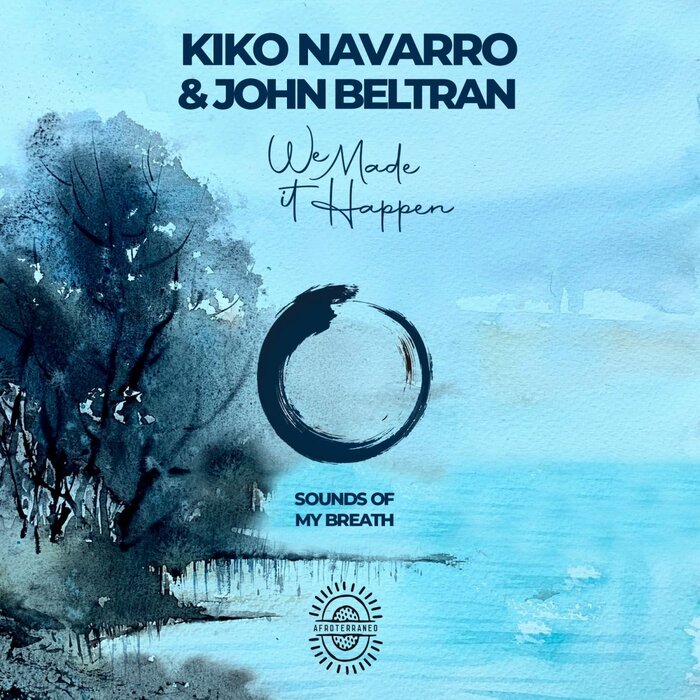 KIKO NAVARRO
& JOHN BELTRAN
We Made
it Happen
SOUNDS OF
MY BREATH
AFROTERRANEO